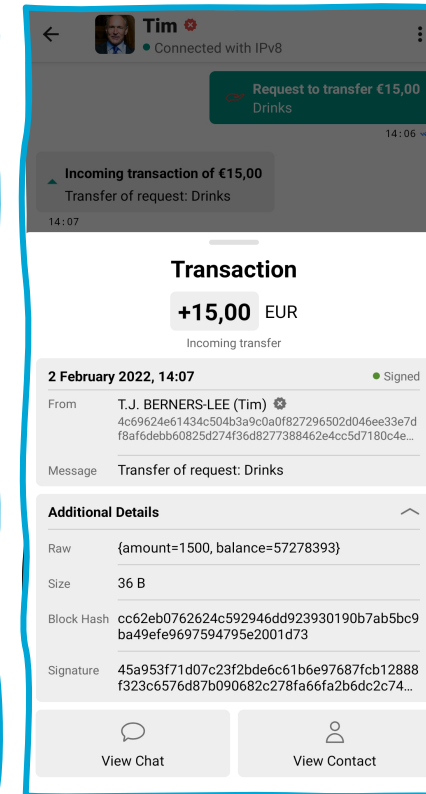 Tim
Connected with IPv8
Request to transfer €15,00
Drinks
14:06
Incoming transaction of €15,00
Transfer of request: Drinks
14:07
Transaction
+15,00 EUR
Incoming transfer
2 February 2022, 14:07 Signed
From T.J. BERNERS-LEE (Tim)
4c69624e61434c504b3a9c0a0f827296502d046ee33e7d
f8af6debb60825d274f36d8277388462e4cc5d7180c4e...
Message Transfer of request: Drinks
Additional Details
Raw {amount=1500, balance=57278393}
Size 36 B
Block Hash cc62eb0762624c592946dd923930190b7ab5bc9
ba49efe9697594795e2001d73
Signature 45a953f71d07c23f2bde6c61b6e97687fcb12888
f323c6576d87b090682c278fa66fa2b6dc2c74...
View Chat View Contact